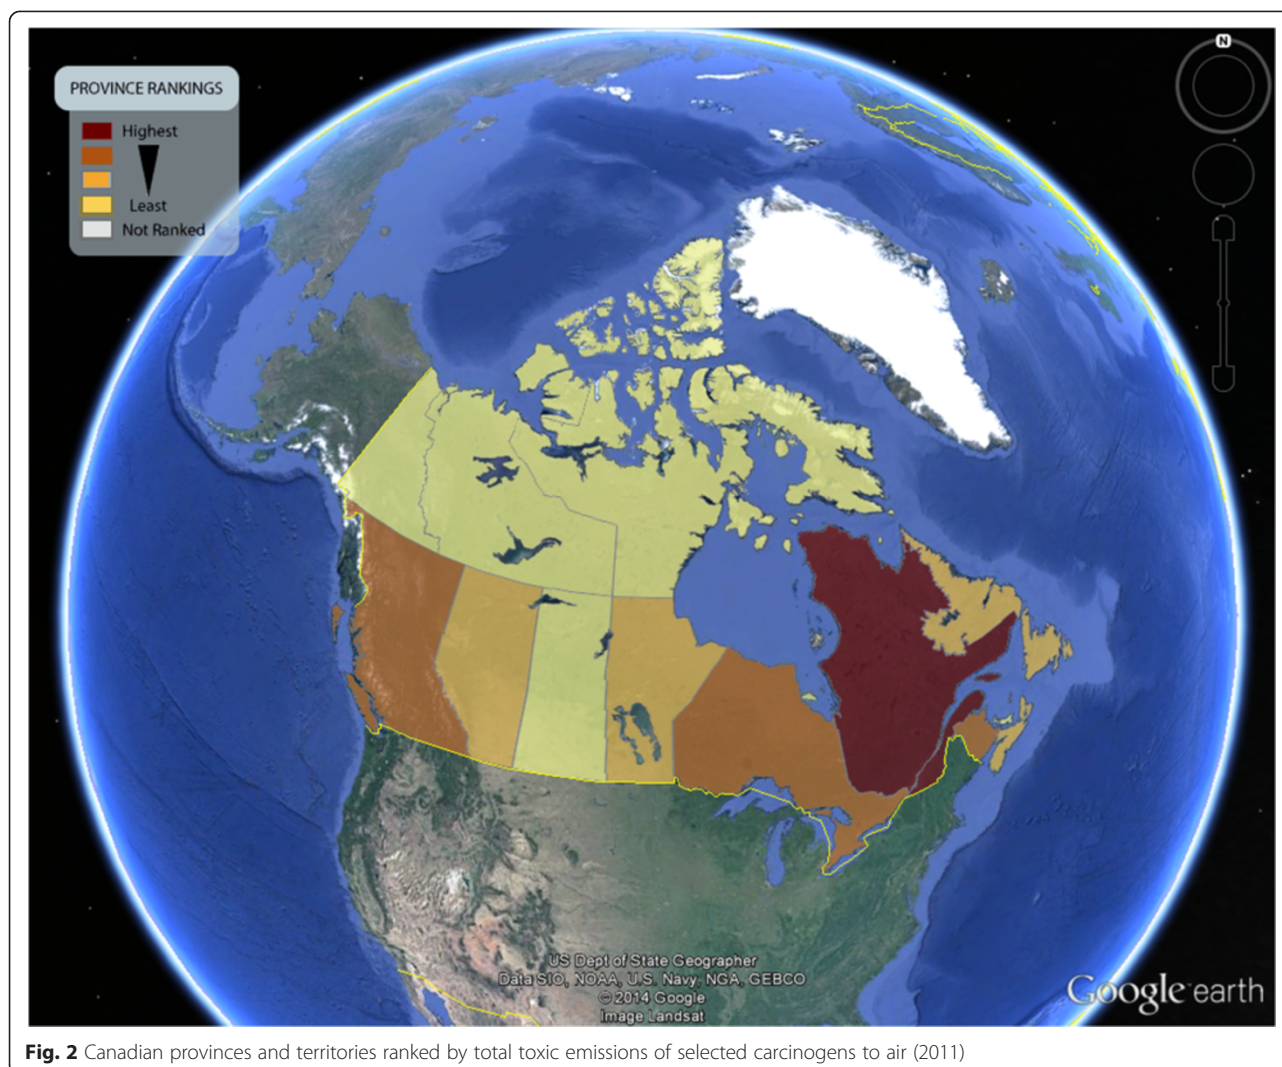 N
PROVINCE RANKINGS
Highest
Least
Not Ranked
US Dept of State Geographer
Data SIO, NOAA, U.S. Navy, NGA, GEBCO
© 2014 Google
Image Landsat
Google earth
Fig. 2 Canadian provinces and territories ranked by total toxic emissions of selected carcinogens to air (2011)